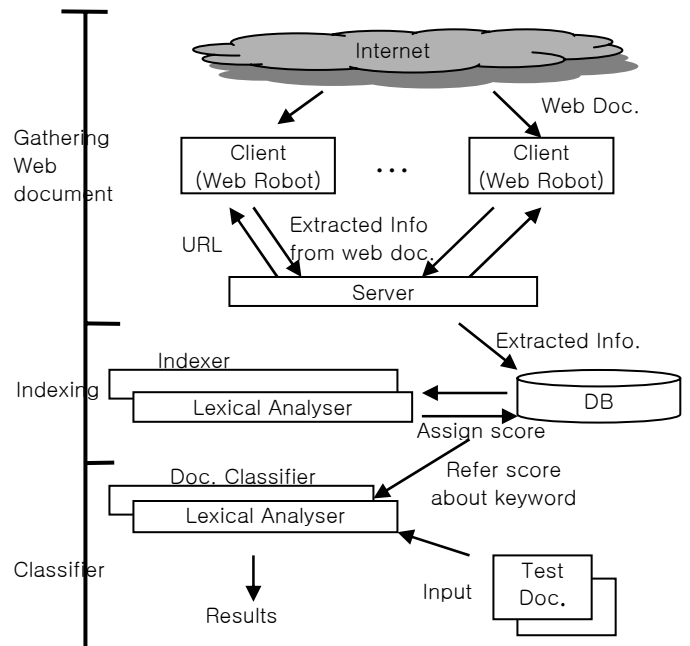 Internet
Web Doc.
Gathering
Web
document
Client
(Web Robot)
...
Client
(Web Robot)
URL
Extracted Info
from web doc.
Server
Extracted Info.
Indexer
Indexing
Lexical Analyser
DB
Assign score
Doc. Classifier
Refer score
about keyword
Lexical Analyser
Classifier
Input
Test
Doc.
Results